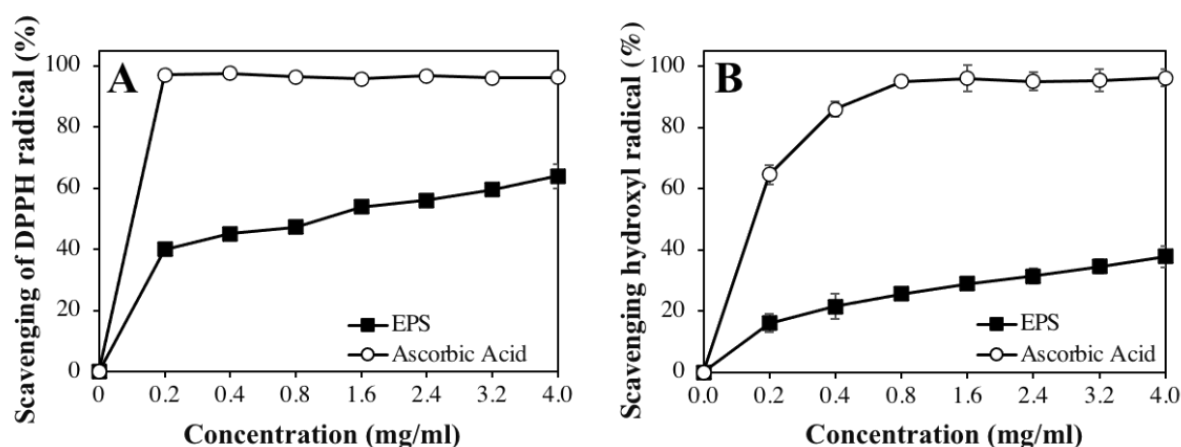 A
Scavenging of DPPH radical (%)
100
80
60
40
20
0
EPS
Ascorbic Acid
0 0.2 0.4 0.8 1.6 2.4 3.2 4.0
Concentration (mg/ml)
B
Scavenging hydroxyl radical (%)
100
80
60
40
20
0
EPS
Ascorbic Acid
0.0 0.2 0.4 0.8 1.6 2.4 3.2 4.0
Concentration (mg/ml)